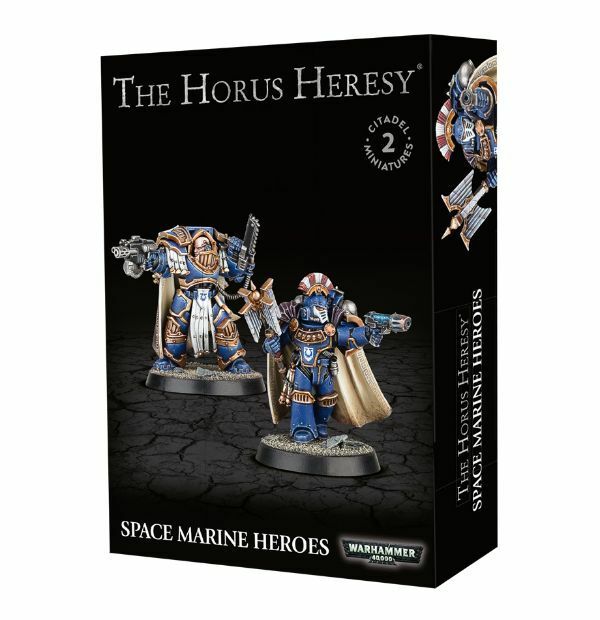 THE HORUS HERESY®
CITADEL
2
MINIATURES
SPACE MARINE HEROES
WARHAMMER
40,000
THE HORUS HERESY®
SPACE MARINE HEROES